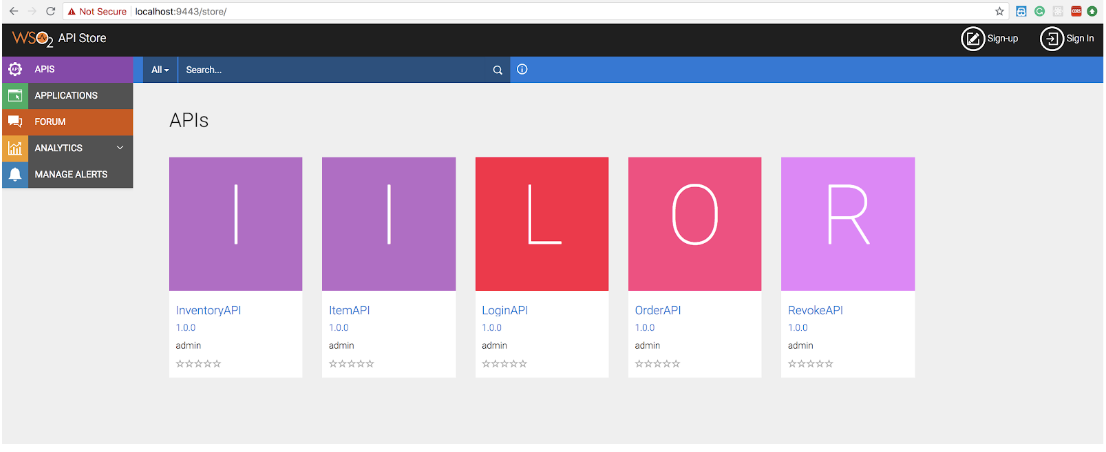 Not Secure localhost:9443/store/
WSO2 API Store Sign-up Sign In
APIS All Search...
APPLICATIONS
FORUM
ANALYTICS
MANAGE ALERTS
APIs
I I L O R
InventoryAPI ItemAPI LoginAPI OrderAPI RevokeAPI
1.0.0 1.0.0 1.0.0 1.0.0 1.0.0
admin admin admin admin admin